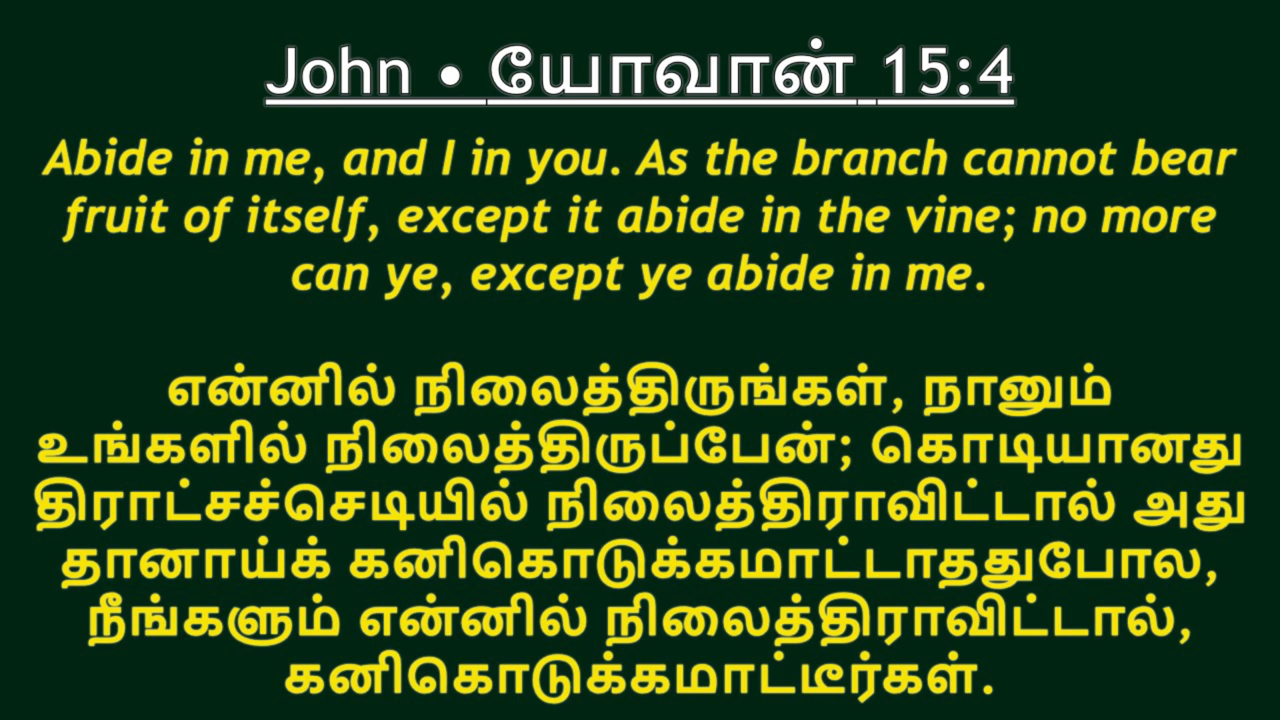 John • யோவான் 15:4
Abide in me, and I in you. As the branch cannot bear
fruit of itself, except it abide in the vine; no more
can ye, except ye abide in me.
என்னில் நிலைத்திருங்கள், நானும்
உங்களில் நிலைத்திருப்பேன்; கொடியானது
திராட்சச்செடியில் நிலைத்திராவிட்டால் அது
தானாய்க் கனிகொடுக்கமாட்டாததுபோல,
நீங்களும் என்னில் நிலைத்திராவிட்டால்,
கனிகொடுக்கமாட்டீர்கள்.